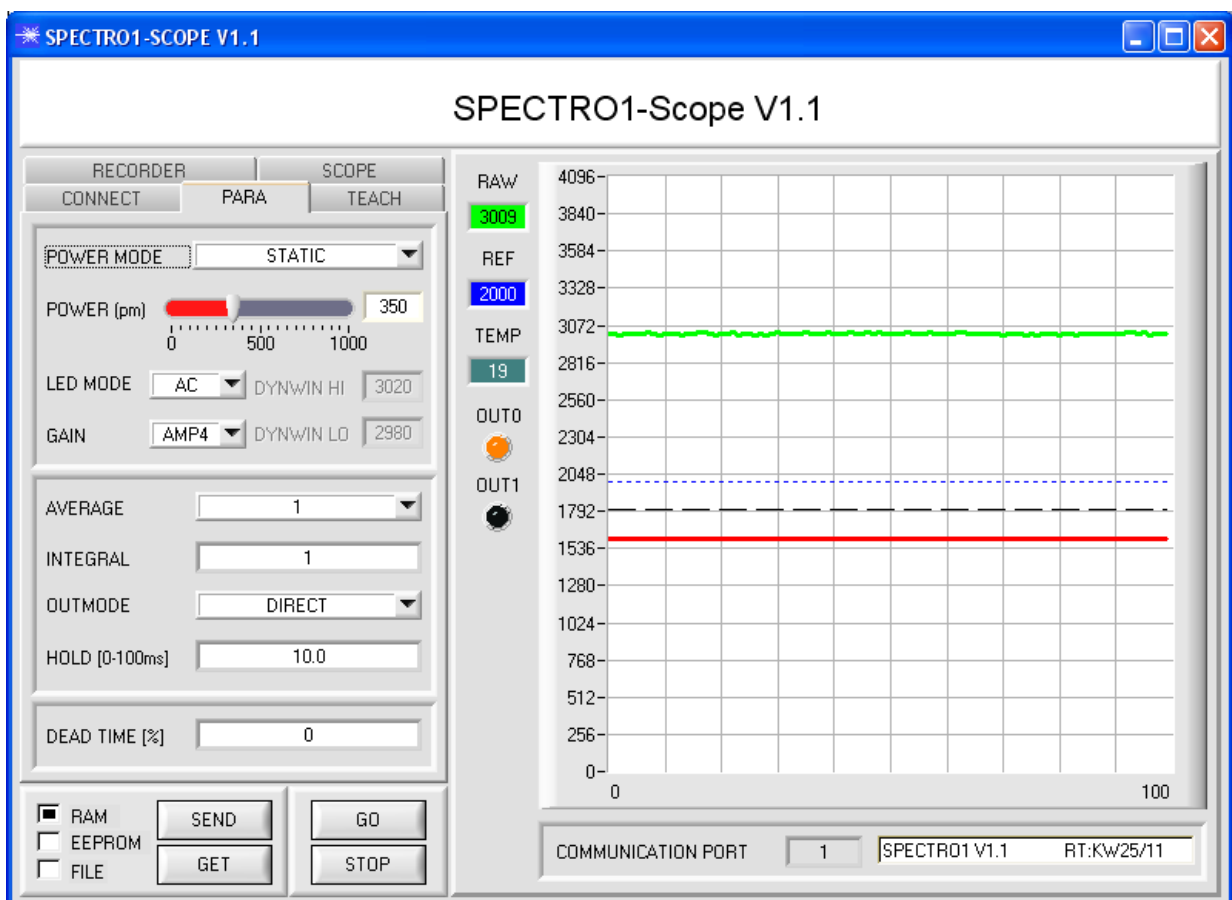 SPECTRO1-SCOPE V1.1
SPECTRO1-Scope V1.1
RECORDER SCOPE
CONNECT PARA TEACH
POWER MODE STATIC
POWER (pm) 350
0 500 1000
LED MODE AC DYNWIN HI 3020
GAIN AMP4 DYNWIN LO 2980
AVERAGE 1
INTEGRAL 1
OUTMODE DIRECT
HOLD [0-100ms] 10.0
DEAD TIME [%] 0
RAM
EEPROM
FILE
SEND
GET
GO
STOP
RAW
3009
REF
2000
TEMP
19
OUT0
OUT1
4096
3840
3584
3328
3072
2816
2560
2304
2048
1792
1536
1280
1024
768
512
256
0
0 100
COMMUNICATION PORT 1 SPECTRO1 V1.1 RT:KW25/11